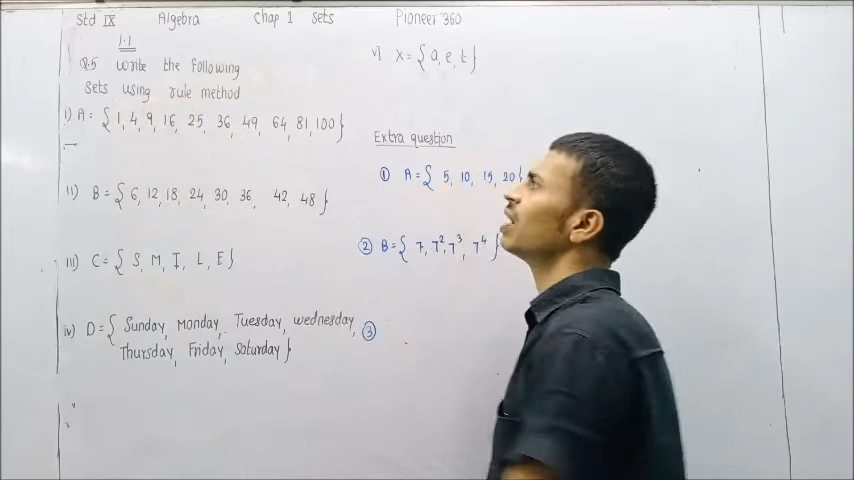 Std IX Algebra Chap 1 Sets Pioneer 360
1.1
Q.5 Write the following
Sets using rule method
i) A = { 1, 4, 9, 16, 25, 36, 49, 64, 81, 100 }
ii) B = { 6, 12, 18, 24, 30, 36, 42, 48 }
iii) C = { S, M, I, L, E }
iv) D = { Sunday, Monday, Tuesday, wednesday,
Thursday, Friday, Saturday }
v) X = { a, e, t }
Extra question
① A = { 5, 10, 15, 20 }
② B = { 7, 7², 7³, 7⁴ }
③